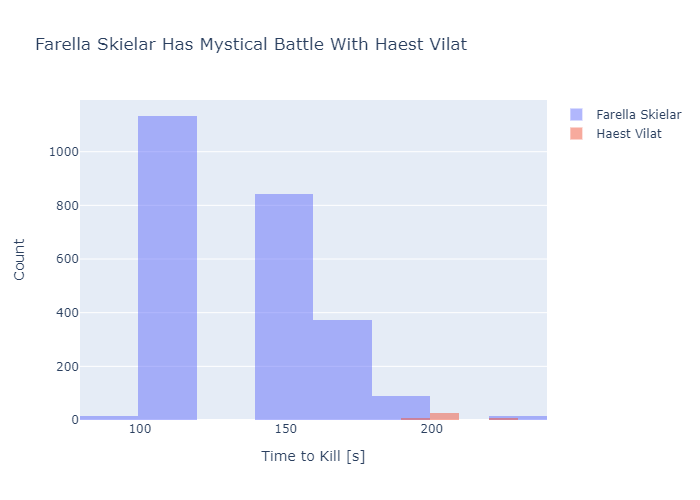 Farella Skielar Has Mystical Battle With Haest Vilat
Farella Skielar
Haest Vilat
Count
1000
800
600
400
200
0
100
150
200
Time to Kill [s]